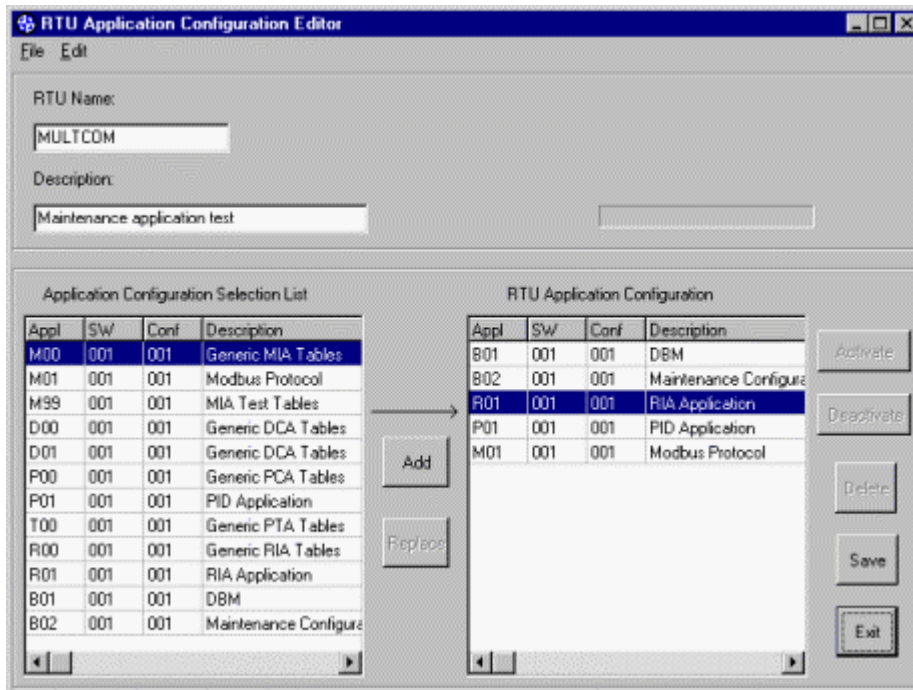 RTU Application Configuration Editor
File Edit
RTU Name:
MULTCOM
Description:
Maintenance application test
Application Configuration Selection List
Appl SW Conf Description
M00 001 001 Generic MIA Tables
M01 001 001 Modbus Protocol
M99 001 001 MIA Test Tables
D00 001 001 Generic DCA Tables
D01 001 001 Generic DCA Tables
P00 001 001 Generic PCA Tables
P01 001 001 PID Application
T00 001 001 Generic PTA Tables
R00 001 001 Generic RIA Tables
R01 001 001 RIA Application
B01 001 001 DBM
B02 001 001 Maintenance Configura
Add
Replace
RTU Application Configuration
Appl SW Conf Description
B01 001 001 DBM
B02 001 001 Maintenance Configura
R01 001 001 RIA Application
P01 001 001 PID Application
M01 001 001 Modbus Protocol
Activate
Deactivate
Delete
Save
Exit